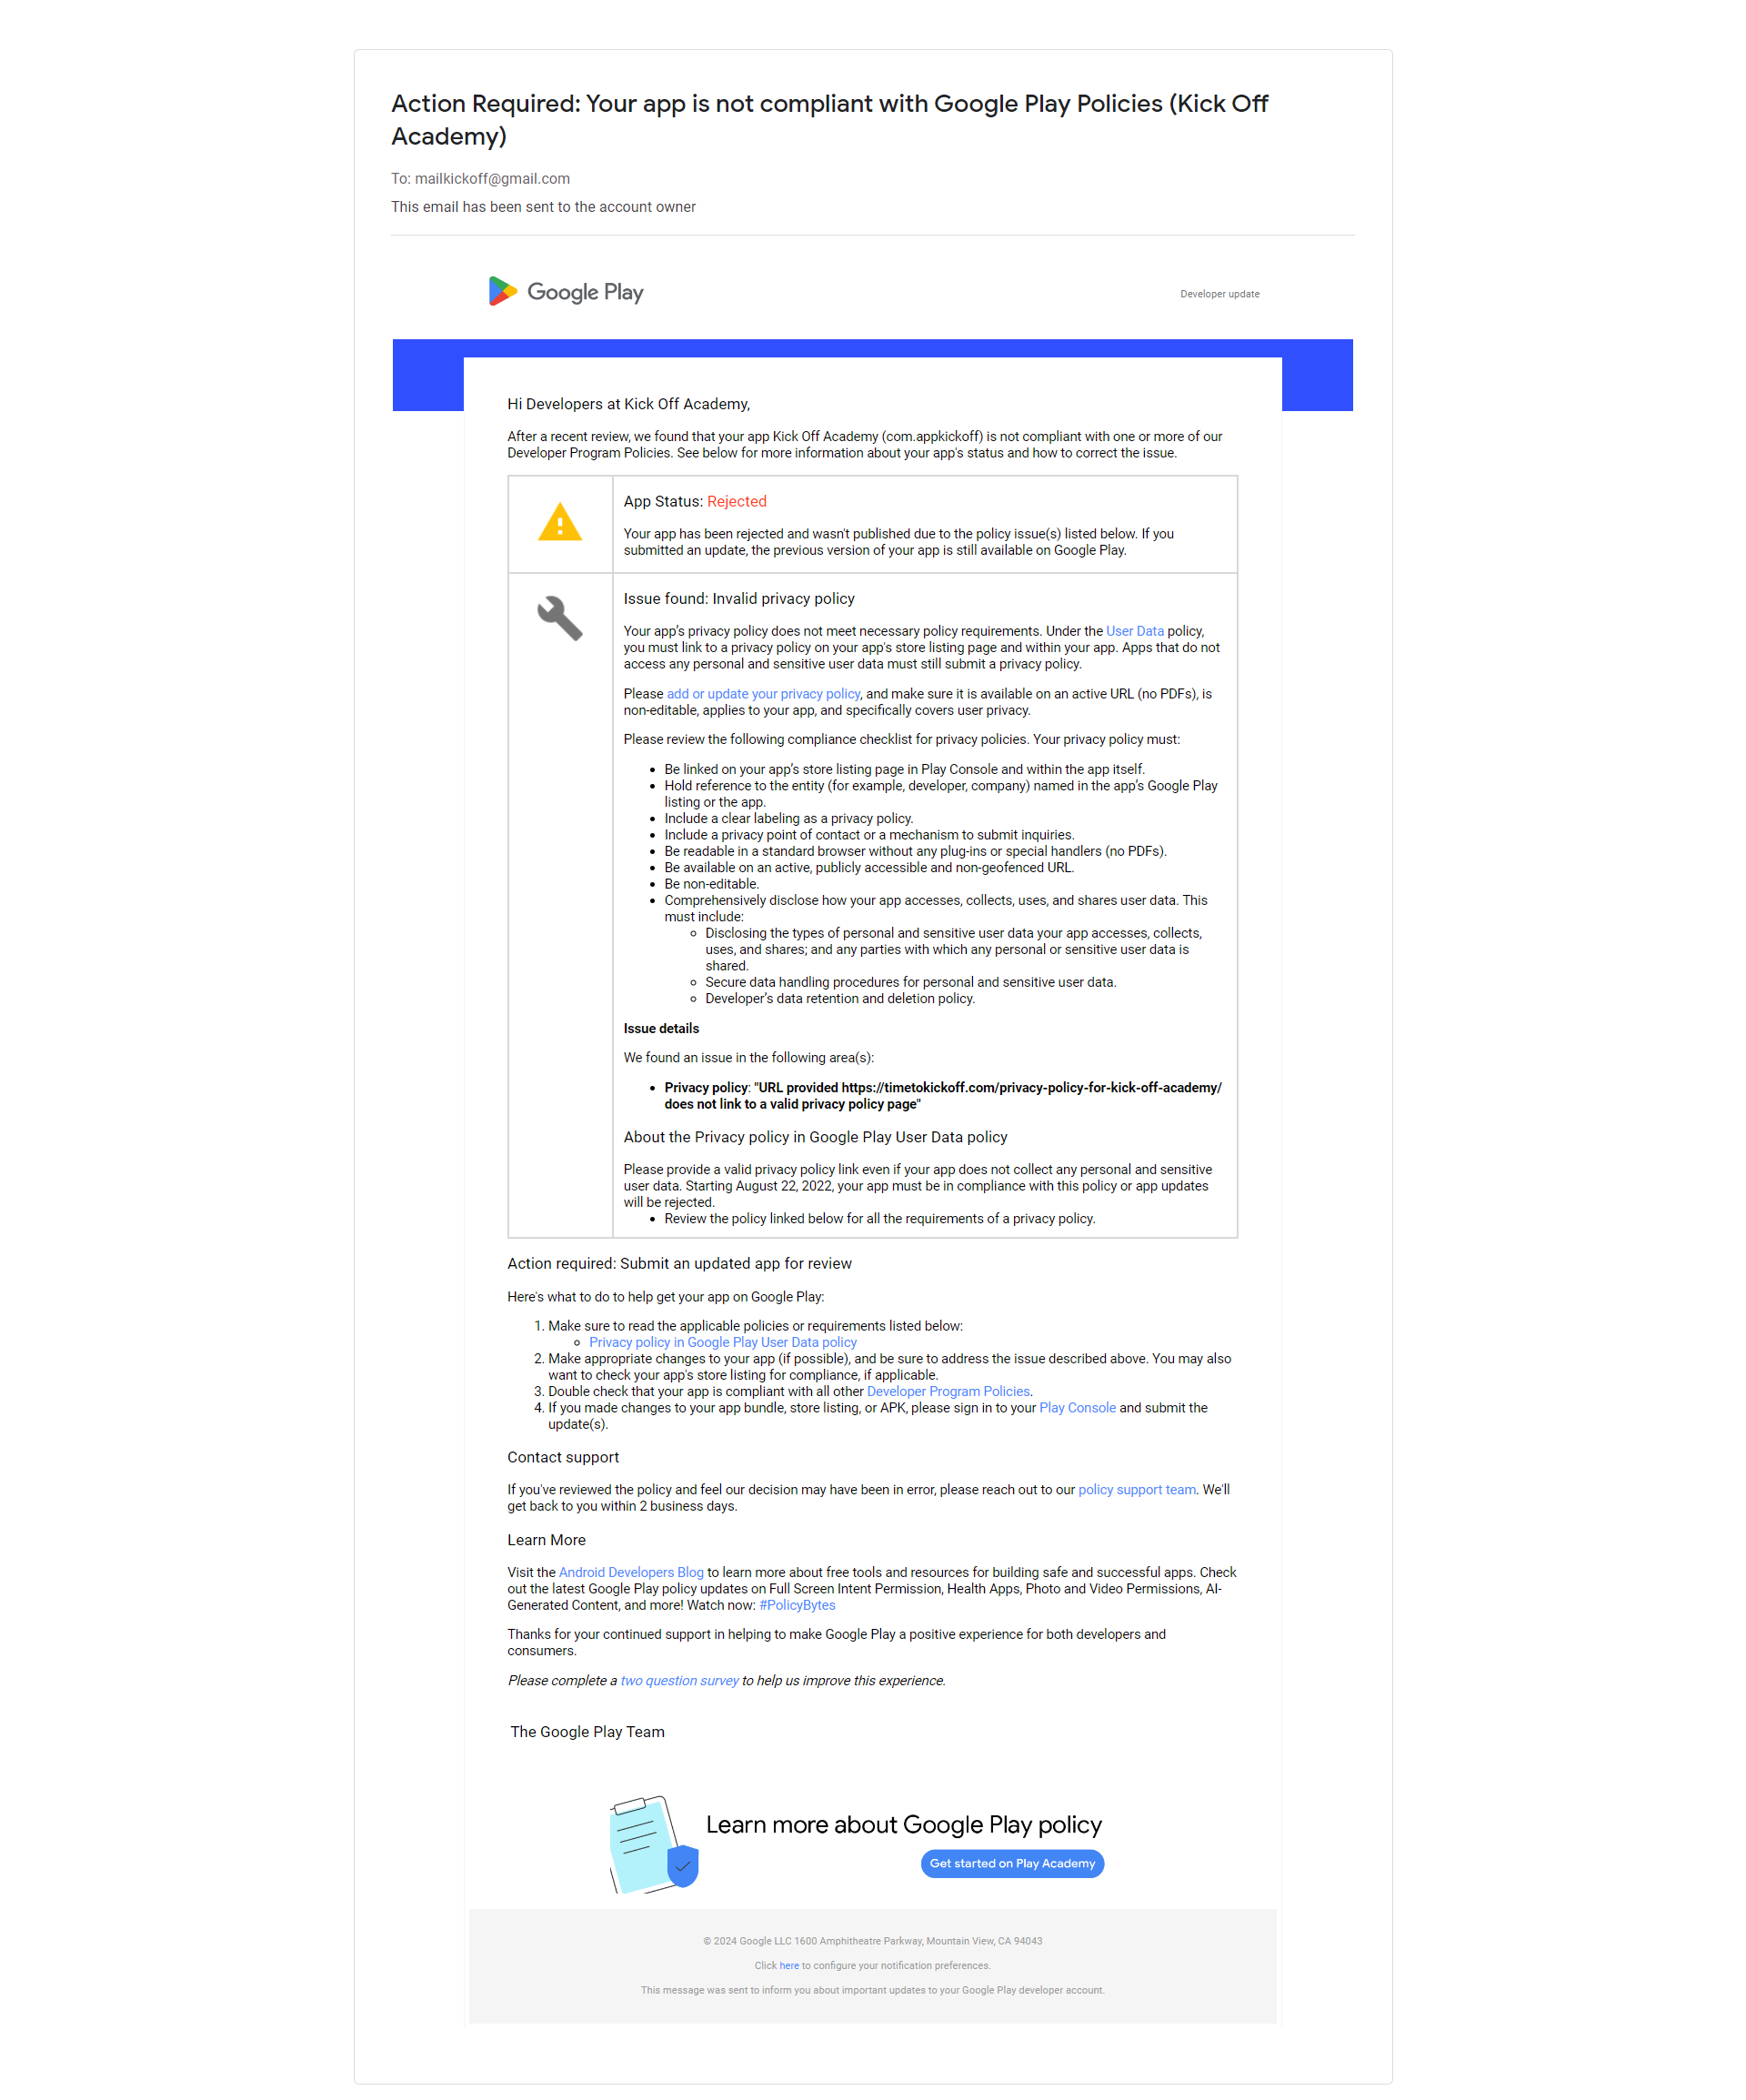 Action Required: Your app is not compliant with Google Play Policies (Kick Off
Academy)
To: mailkickoff@gmail.com
This email has been sent to the account owner
Google Play
Developer update
Hi Developers at Kick Off Academy,
After a recent review, we found that your app Kick Off Academy (com.appkickoff) is not compliant with one or more of our
Developer Program Policies. See below for more information about your app's status and how to correct the issue.
App Status: Rejected
Your app has been rejected and wasn't published due to the policy issue(s) listed below. If you
submitted an update, the previous version of your app is still available on Google Play.
Issue found: Invalid privacy policy
Your app’s privacy policy does not meet necessary policy requirements. Under the User Data policy,
you must link to a privacy policy on your app's store listing page and within your app. Apps that do not
access any personal and sensitive user data must still submit a privacy policy.
Please add or update your privacy policy, and make sure it is available on an active URL (no PDFs), is
non-editable, applies to your app, and specifically covers user privacy.
Please review the following compliance checklist for privacy policies. Your privacy policy must:
• Be linked on your app’s store listing page in Play Console and within the app itself.
• Hold reference to the entity (for example, developer, company) named in the app’s Google Play
listing or the app.
• Include a clear labeling as a privacy policy.
• Include a privacy point of contact or a mechanism to submit inquiries.
• Be readable in a standard browser without any plug-ins or special handlers (no PDFs).
• Be available on an active, publicly accessible and non-geofenced URL.
• Be non-editable.
• Comprehensively disclose how your app accesses, collects, uses, and shares user data. This
must include:
◦ Disclosing the types of personal and sensitive user data your app accesses, collects,
uses, and shares; and any parties with which any personal or sensitive user data is
shared.
◦ Secure data handling procedures for personal and sensitive user data.
◦ Developer’s data retention and deletion policy.
Issue details
We found an issue in the following area(s):
• Privacy policy: "URL provided https://timetokickoff.com/privacy-policy-for-kick-off-academy/
does not link to a valid privacy policy page"
About the Privacy policy in Google Play User Data policy
Please provide a valid privacy policy link even if your app does not collect any personal and sensitive
user data. Starting August 22, 2022, your app must be in compliance with this policy or app updates
will be rejected.
• Review the policy linked below for all the requirements of a privacy policy.
Action required: Submit an updated app for review
Here's what to do to help get your app on Google Play:
1. Make sure to read the applicable policies or requirements listed below:
◦ Privacy policy in Google Play User Data policy
2. Make appropriate changes to your app (if possible), and be sure to address the issue described above. You may also
want to check your app's store listing for compliance, if applicable.
3. Double check that your app is compliant with all other Developer Program Policies.
4. If you made changes to your app bundle, store listing, or APK, please sign in to your Play Console and submit the
update(s).
Contact support
If you've reviewed the policy and feel our decision may have been in error, please reach out to our policy support team. We'll
get back to you within 2 business days.
Learn More
Visit the Android Developers Blog to learn more about free tools and resources for building safe and successful apps. Check
out the latest Google Play policy updates on Full Screen Intent Permission, Health Apps, Photo and Video Permissions, AI-
Generated Content, and more! Watch now: #PolicyBytes
Thanks for your continued support in helping to make Google Play a positive experience for both developers and
consumers.
Please complete a two question survey to help us improve this experience.
The Google Play Team
Learn more about Google Play policy
Get started on Play Academy
© 2024 Google LLC 1600 Amphitheatre Parkway, Mountain View, CA 94043
Click here to configure your notification preferences.
This message was sent to inform you about important updates to your Google Play developer account.